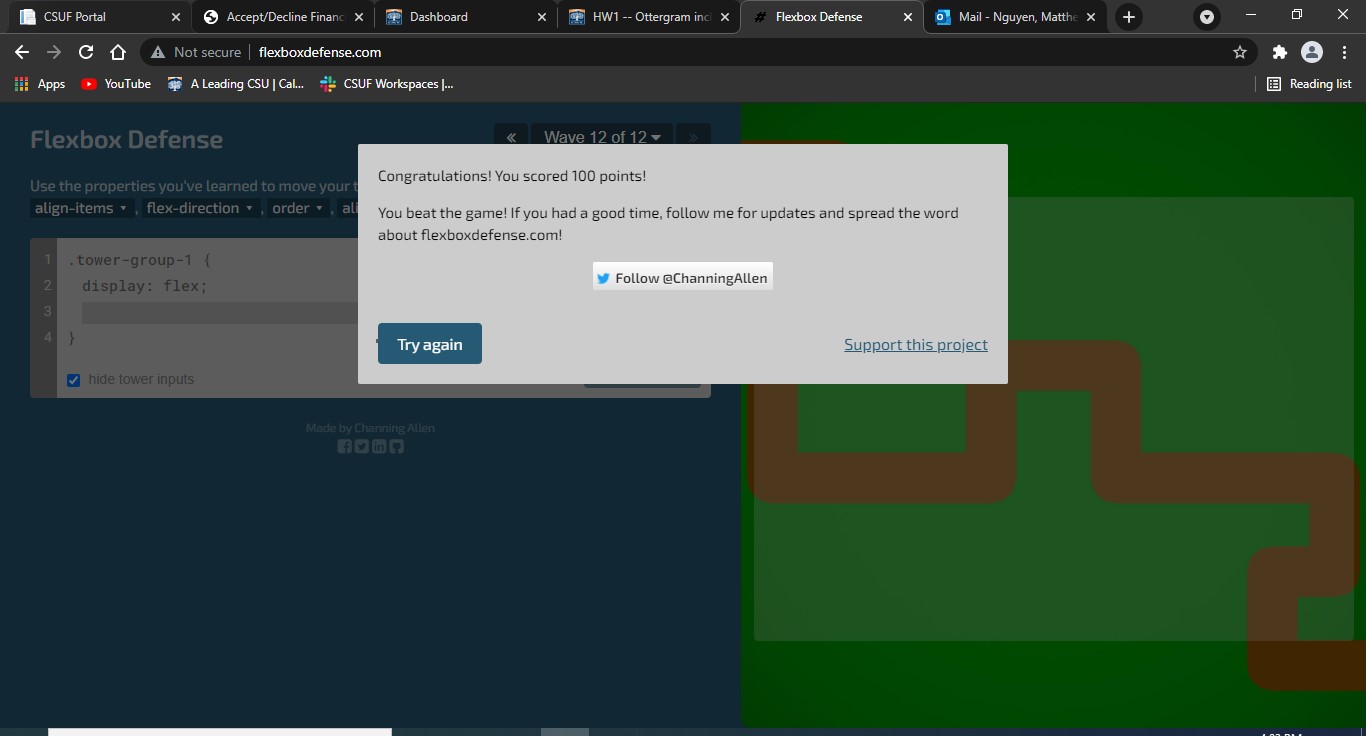 CSUF Portal
Accept/Decline Financ
Dashboard
HW1 -- Ottergram incl
Flexbox Defense
Mail - Nguyen, Matthe
Not secure
flexboxdefense.com
Apps
YouTube
A Leading CSU | Cal...
CSUF Workspaces |...
Reading list
Flexbox Defense
« Wave 12 of 12 »
Use the properties you've learned to move your t
align-items , flex-direction , order , ali
1 .tower-group-1 {
2 display: flex;
3
4 }
hide tower inputs
Made by Channing Allen
Congratulations! You scored 100 points!
You beat the game! If you had a good time, follow me for updates and spread the word
about flexboxdefense.com!
Follow @ChanningAllen
Try again
Support this project